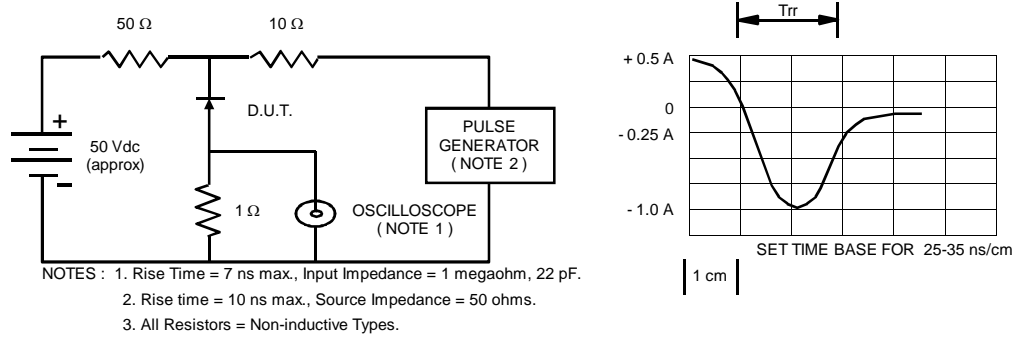 50 Ω
10 Ω
D.U.T.
+
50 Vdc
(approx)
−
1 Ω
OSCILLOSCOPE
( NOTE 1 )
PULSE
GENERATOR
( NOTE 2 )
NOTES : 1. Rise Time = 7 ns max., Input Impedance = 1 megaohm, 22 pF.
2. Rise time = 10 ns max., Source Impedance = 50 ohms.
3. All Resistors = Non-inductive Types.
Trr
+ 0.5 A
0
- 0.25 A
- 1.0 A
SET TIME BASE FOR 25-35 ns/cm
1 cm